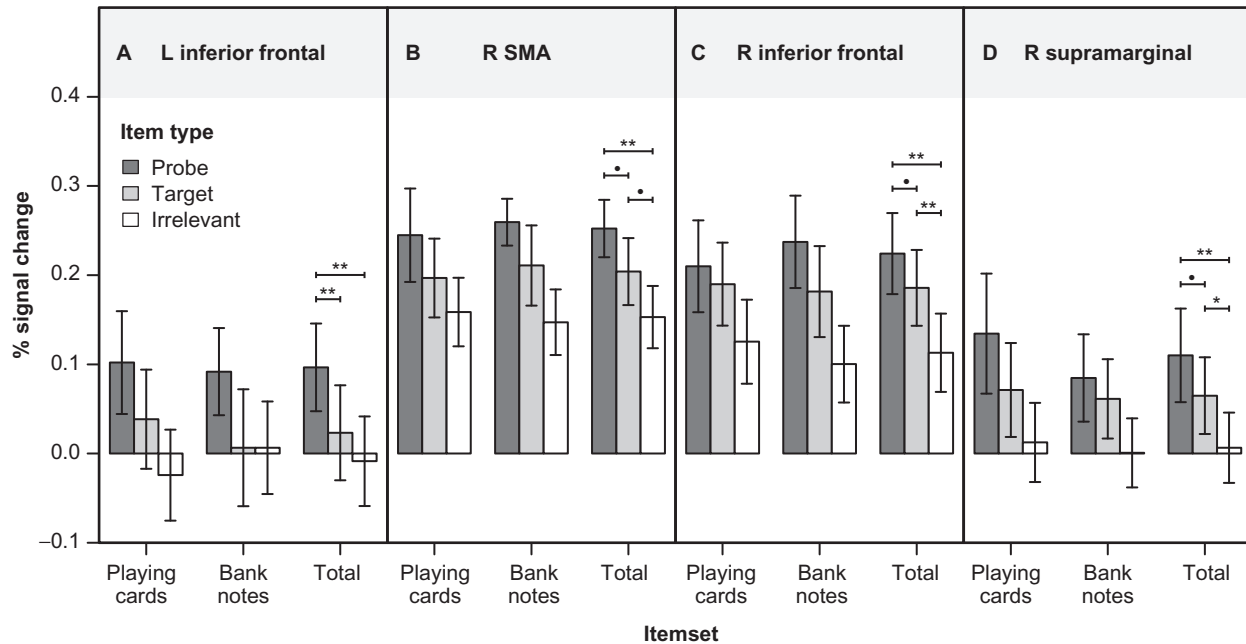 A L inferior frontal
B R SMA
C R inferior frontal
D R supramarginal
% signal change
0.4
0.3
0.2
0.1
0.0
−0.1
Item type
Probe
Target
Irrelevant
**
**
**
•
•
**
•
**
**
•
*
Playing cards
Bank notes
Total
Playing cards
Bank notes
Total
Playing cards
Bank notes
Total
Playing cards
Bank notes
Total
Itemset